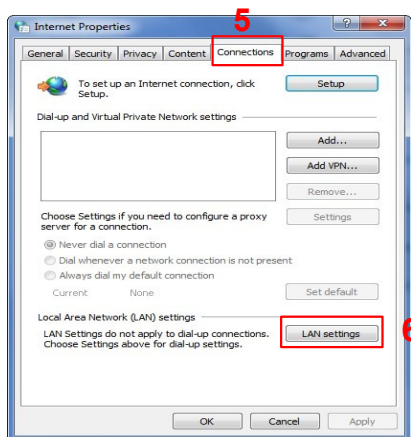 5
Internet Properties
General Security Privacy Content Connections Programs Advanced
To set up an Internet connection, click
Setup.
Setup
Dial-up and Virtual Private Network settings
Add...
Add VPN...
Remove...
Choose Settings if you need to configure a proxy
server for a connection.
Settings
Never dial a connection
Dial whenever a network connection is not present
Always dial my default connection
Current None Set default
Local Area Network (LAN) settings
LAN Settings do not apply to dial-up connections.
Choose Settings above for dial-up settings.
LAN settings
6
OK Cancel Apply